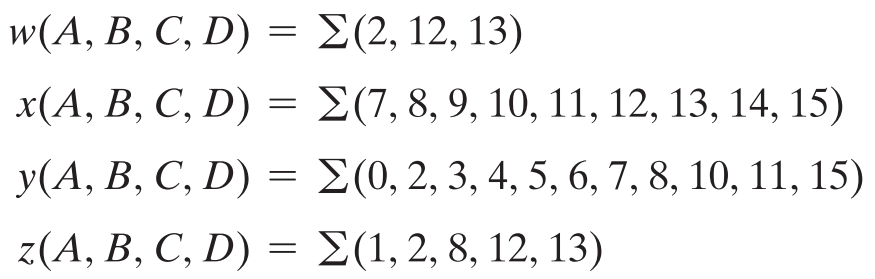 w(A, B, C, D) = Σ(2, 12, 13)
x(A, B, C, D) = Σ(7, 8, 9, 10, 11, 12, 13, 14, 15)
y(A, B, C, D) = Σ(0, 2, 3, 4, 5, 6, 7, 8, 10, 11, 15)
z(A, B, C, D) = Σ(1, 2, 8, 12, 13)